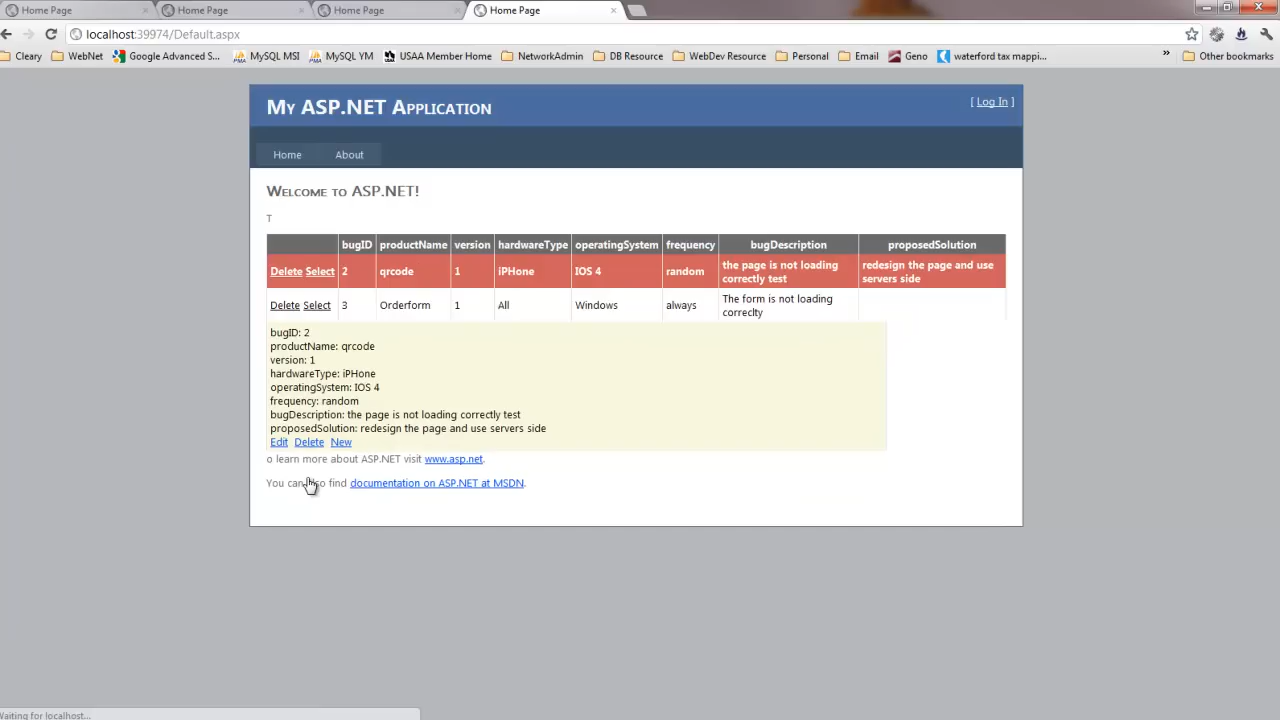 Home Page
Home Page
Home Page
Home Page
localhost:39974/Default.aspx
Cleary WebNet Google Advanced S... MySQL MSI MySQL YM USAA Member Home NetworkAdmin DB Resource WebDev Resource Personal Email Geno waterford tax mappi... » Other bookmarks
My ASP.NET Application
[ Log In ]
Home About
Welcome to ASP.NET!
T
bugID productName version hardwareType operatingSystem frequency bugDescription proposedSolution
Delete Select 2 qrcode 1 iPHone IOS 4 random the page is not loading correctly test redesign the page and use servers side
Delete Select 3 Orderform 1 All Windows always The form is not loading correclty
bugID: 2
productName: qrcode
version: 1
hardwareType: iPHone
operatingSystem: IOS 4
frequency: random
bugDescription: the page is not loading correctly test
proposedSolution: redesign the page and use servers side
Edit Delete New
o learn more about ASP.NET visit www.asp.net.
You can also find documentation on ASP.NET at MSDN.
Waiting for localhost...